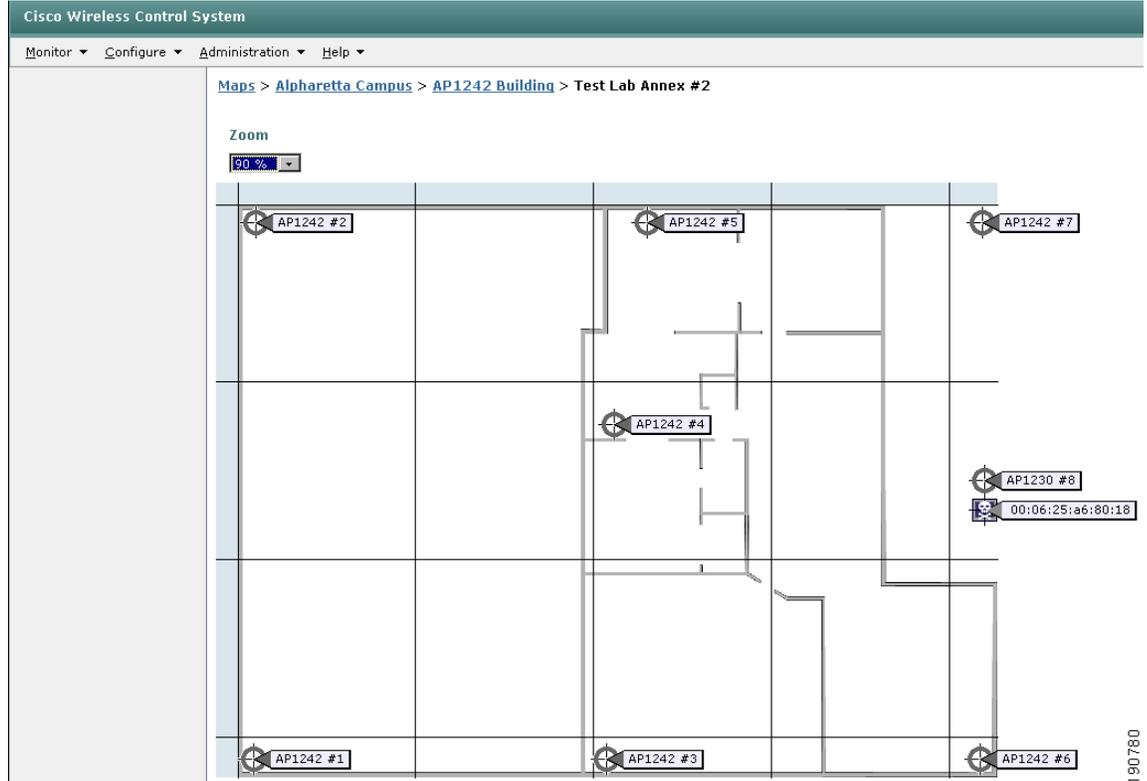 Cisco Wireless Control System
Monitor Configure Administration Help
Maps > Alpharetta Campus > AP1242 Building > Test Lab Annex #2
Zoom
90 %
AP1242 #2 AP1242 #5 AP1242 #7
AP1242 #4
AP1230 #8
00:06:25:a6:80:18
AP1242 #1 AP1242 #3 AP1242 #6
190780